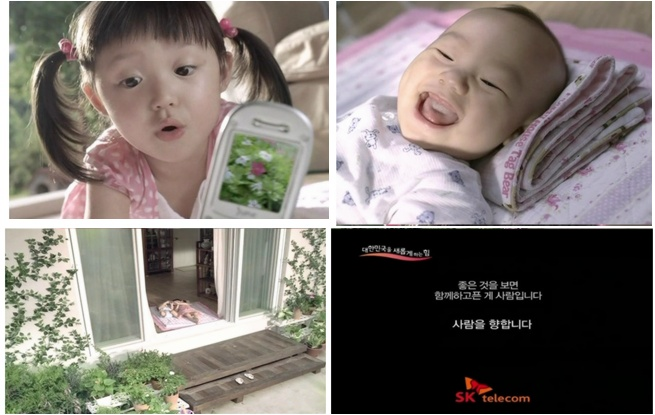 대한민국을 새롭게 하는 힘
좋은 것을 보면
함께하고픈 게 사람입니다
사람을 향합니다
SK telecom